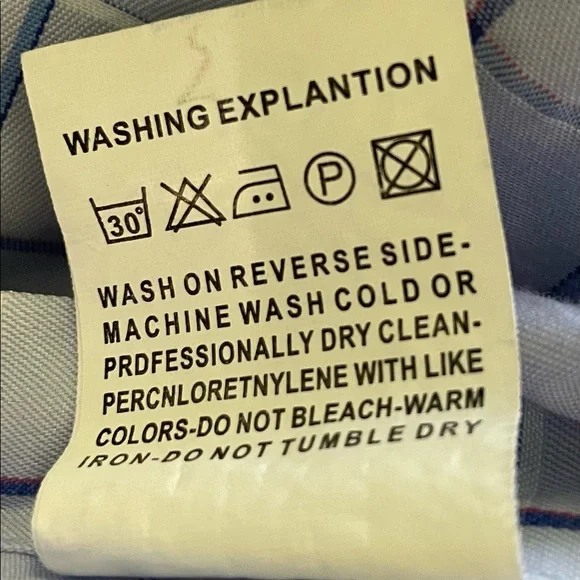 WASHING EXPLANTION
30°
P
WASH ON REVERSE SIDE-
MACHINE WASH COLD OR
PRDFESSIONALLY DRY CLEAN-
PERCNLORETNYLENE WITH LIKE
COLORS-DO NOT BLEACH-WARM
IRON-DO NOT TUMBLE DRY